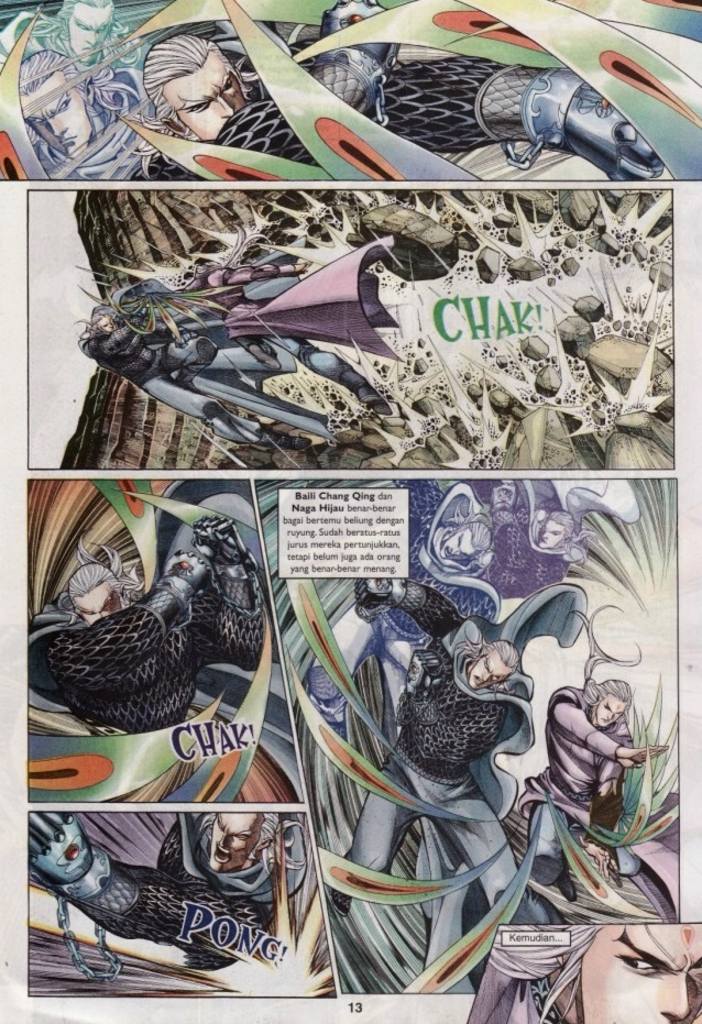 CHAK!
CHAK!
Baili Chang Qing dan
Naga Hijau benar-benar
bagai bertemu beliung dengan
ruyung. Sudah beratus-ratus
jurus mereka pertunjukkan,
tetapi belum juga ada orang
yang benar-benar menang.
PONG!
Kemudian...
13